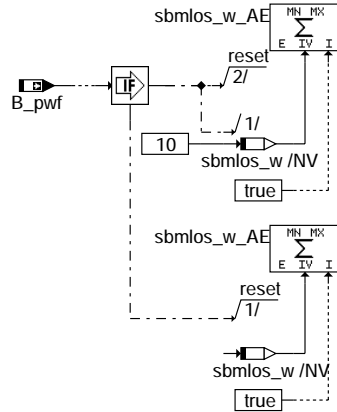 sbmlos_w_AE
MN MX
E IV I
reset
2/
B_pwf
IF
1/
10
sbmlos_w /NV
true
sbmlos_w_AE
MN MX
E IV I
reset
1/
sbmlos_w /NV
true